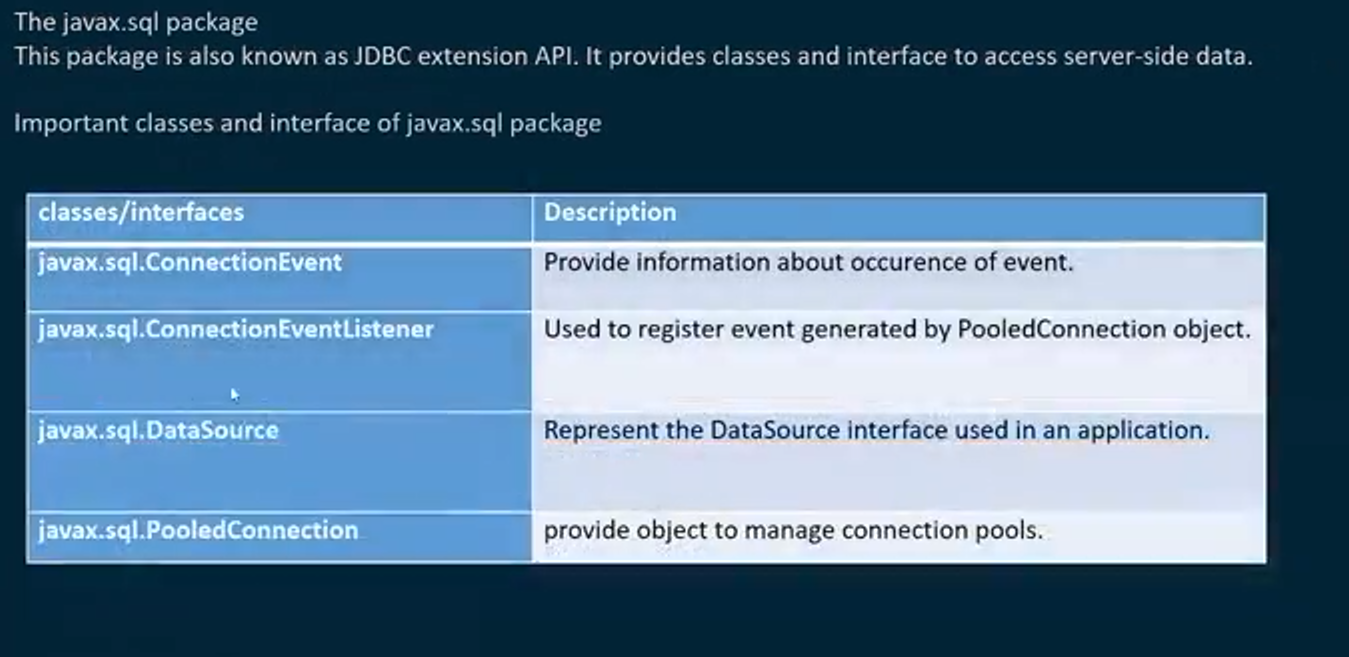 The javax.sql package
This package is also known as JDBC extension API. It provides classes and interface to access server-side data.
Important classes and interface of javax.sql package
classes/interfaces Description
javax.sql.ConnectionEvent Provide information about occurence of event.
javax.sql.ConnectionEventListener Used to register event generated by PooledConnection object.
javax.sql.DataSource Represent the DataSource interface used in an application.
javax.sql.PooledConnection provide object to manage connection pools.